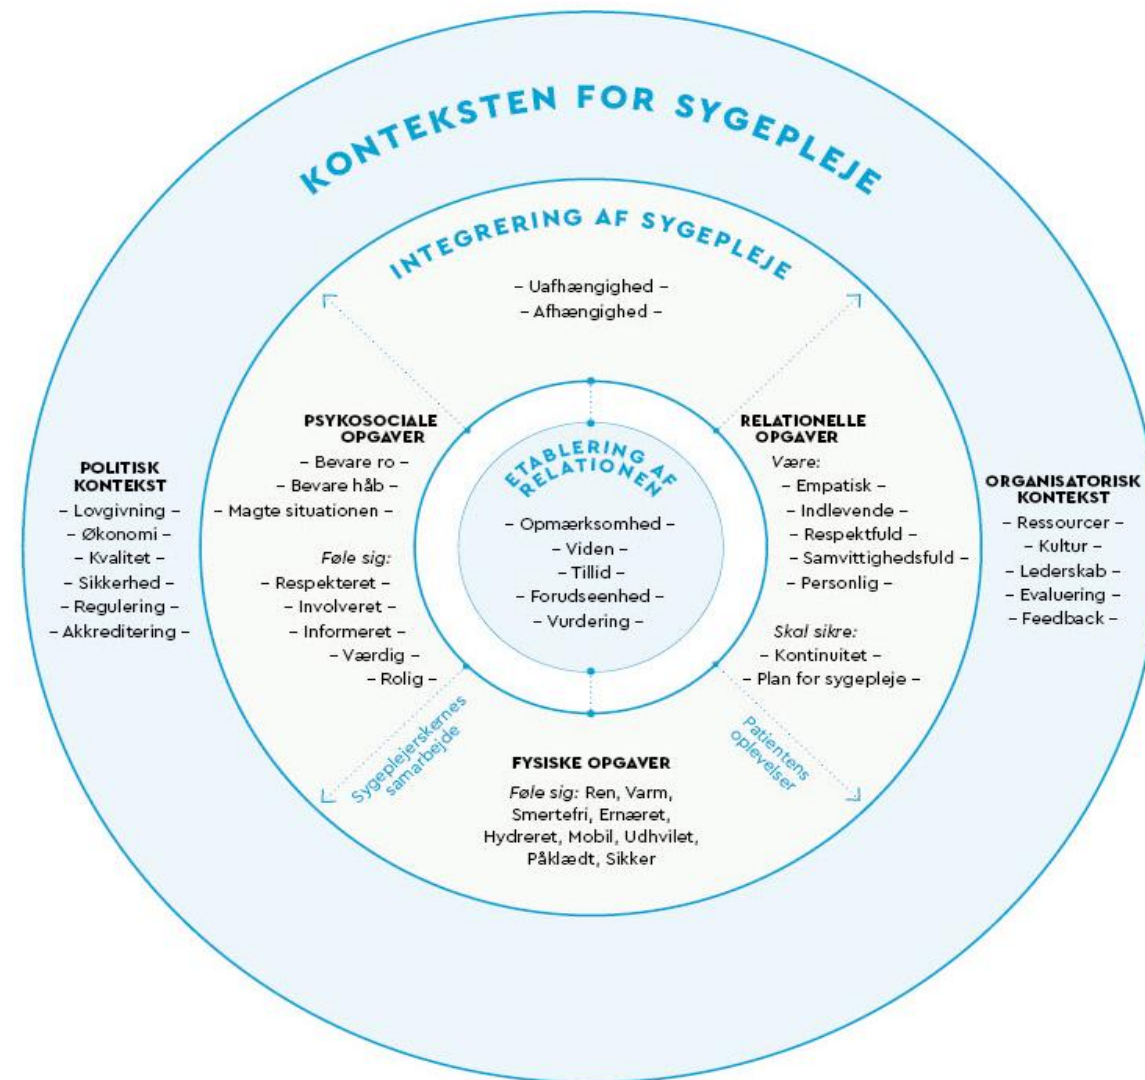 KONTEKSTEN FOR SYGEPLEJE
INTEGRERING AF SYGEPLEJE
– Uafhængighed –
– Afhængighed –
PSYKOSOCIALE
OPGAVER
– Bevare ro –
– Bevare håb –
– Magte situationen –
Føle sig:
– Respekteret –
– Involveret –
– Informeret –
– Værdig –
– Rolig –
ETABLERING AF
RELATIONEN
– Opmærksomhed –
– Viden –
– Tillid –
– Forudseenhed –
– Vurdering –
RELATIONELLE
OPGAVER
Være:
– Empatisk –
– Indlevende –
– Respektfuld –
– Samvittighedsfuld –
– Personlig –
Skal sikre:
– Kontinuitet –
– Plan for sygepleje –
POLITISK
KONTEKST
– Lovgivning –
– Økonomi –
– Kvalitet –
– Sikkerhed –
– Regulering –
– Akkreditering –
ORGANISATORISK
KONTEKST
– Ressourcer –
– Kultur –
– Lederskab –
– Evaluering –
– Feedback –
Sygeplejerskernes
samarbejde
Patientens
oplevelser
FYSISKE OPGAVER
Føle sig: Ren, Varm,
Smertefri, Ernæret,
Hydreret, Mobil, Udhvilet,
Påklædt, Sikker